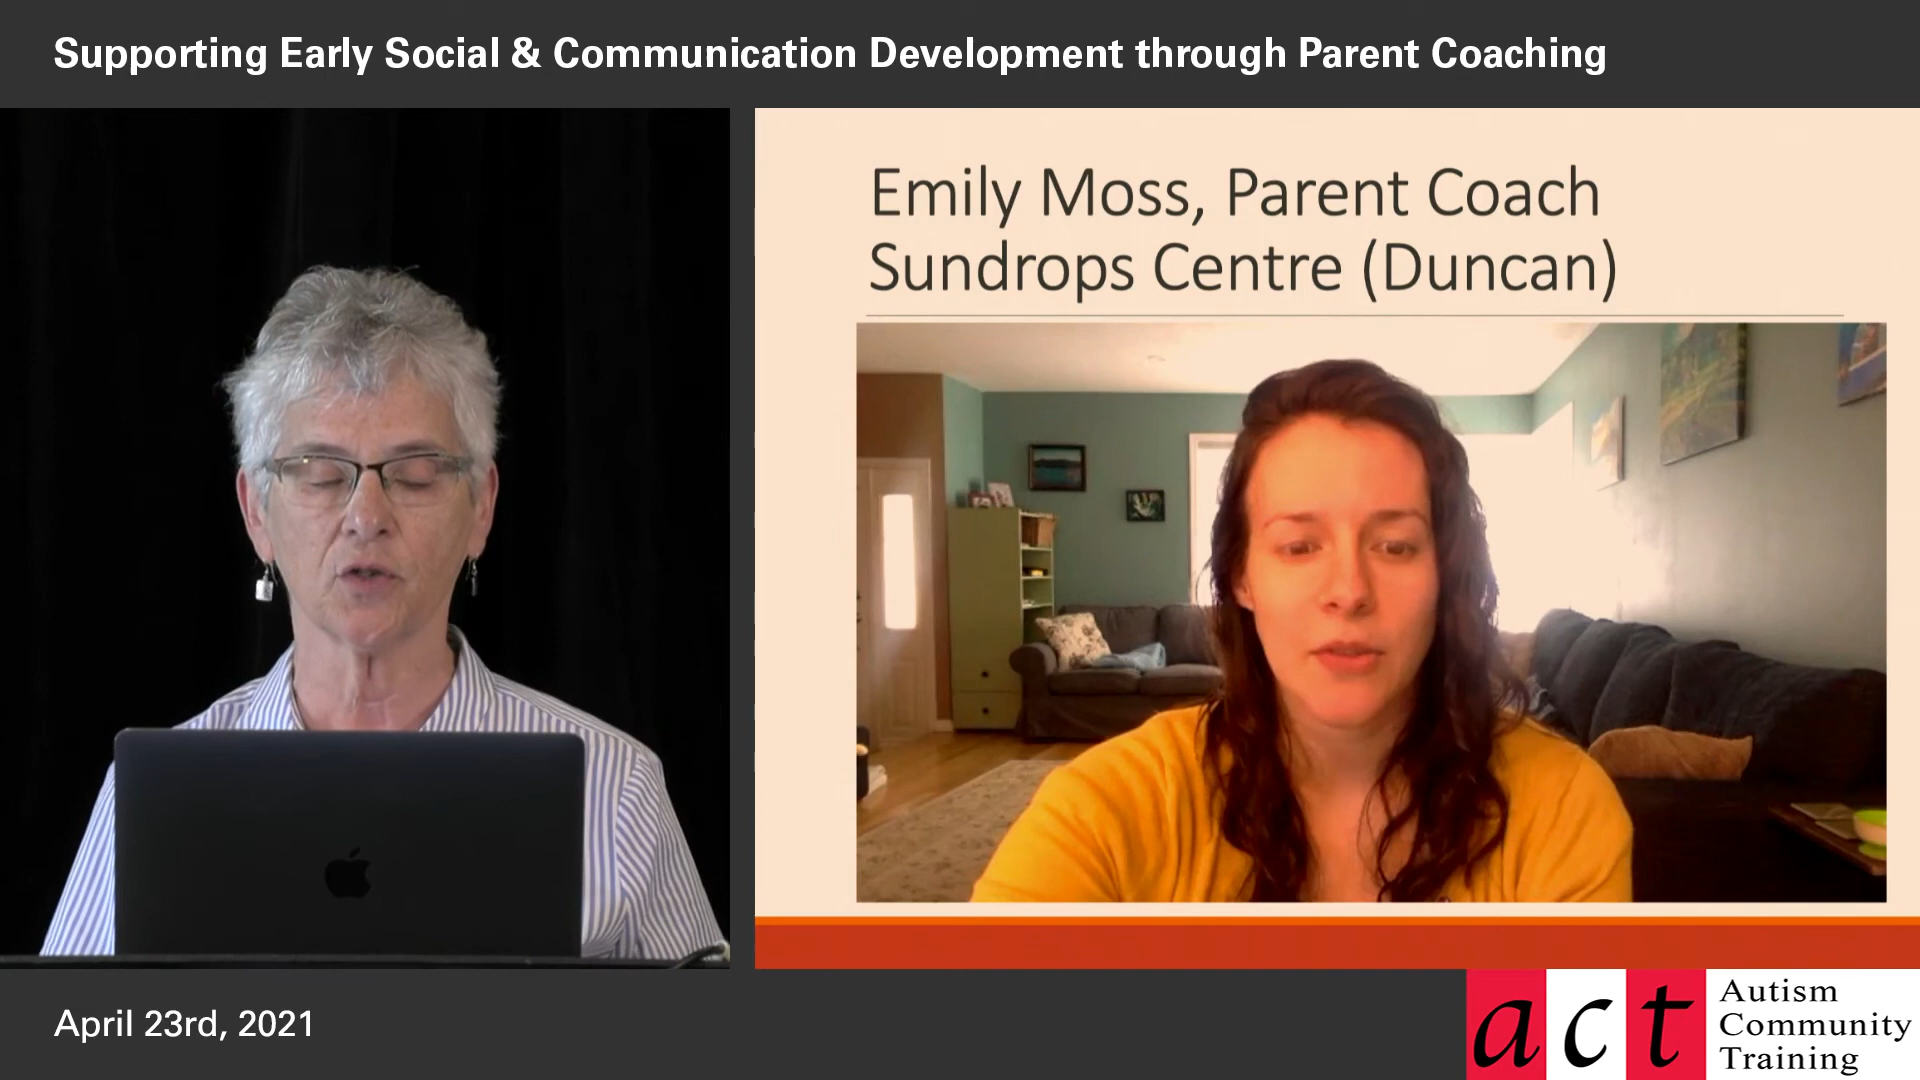 Supporting Early Social & Communication Development through Parent Coaching
Emily Moss, Parent Coach
Sundrops Centre (Duncan)
April 23rd, 2021
act
Autism
Community
Training